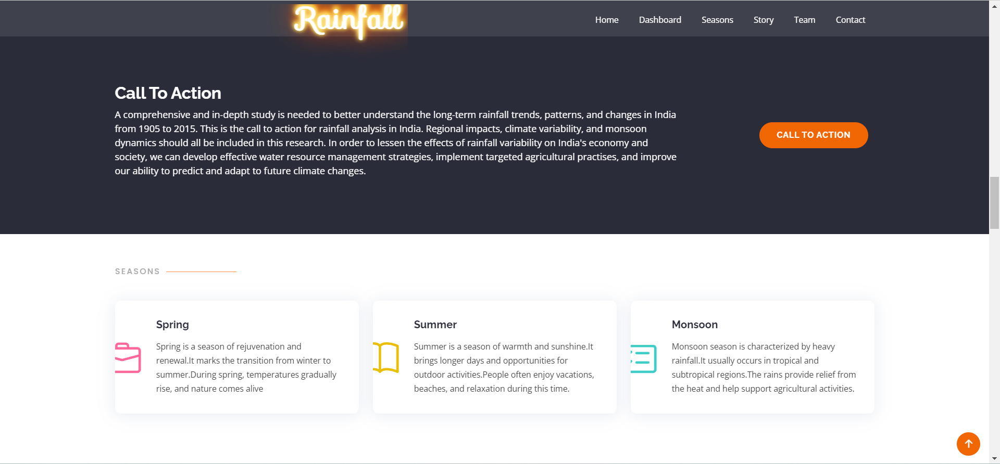 Rainfall
Home Dashboard Seasons Story Team Contact
Call To Action
A comprehensive and in-depth study is needed to better understand the long-term rainfall trends, patterns, and changes in India
from 1905 to 2015. This is the call to action for rainfall analysis in India. Regional impacts, climate variability, and monsoon
dynamics should all be included in this research. In order to lessen the effects of rainfall variability on India's economy and
society, we can develop effective water resource management strategies, implement targeted agricultural practises, and improve
our ability to predict and adapt to future climate changes.
CALL TO ACTION
SEASONS
Spring
Spring is a season of rejuvenation and
renewal.It marks the transition from winter to
summer.During spring, temperatures gradually
rise, and nature comes alive
Summer
Summer is a season of warmth and sunshine.It
brings longer days and opportunities for
outdoor activities.People often enjoy vacations,
beaches, and relaxation during this time.
Monsoon
Monsoon season is characterized by heavy
rainfall.It usually occurs in tropical and
subtropical regions.The rains provide relief from
the heat and help support agricultural activities.